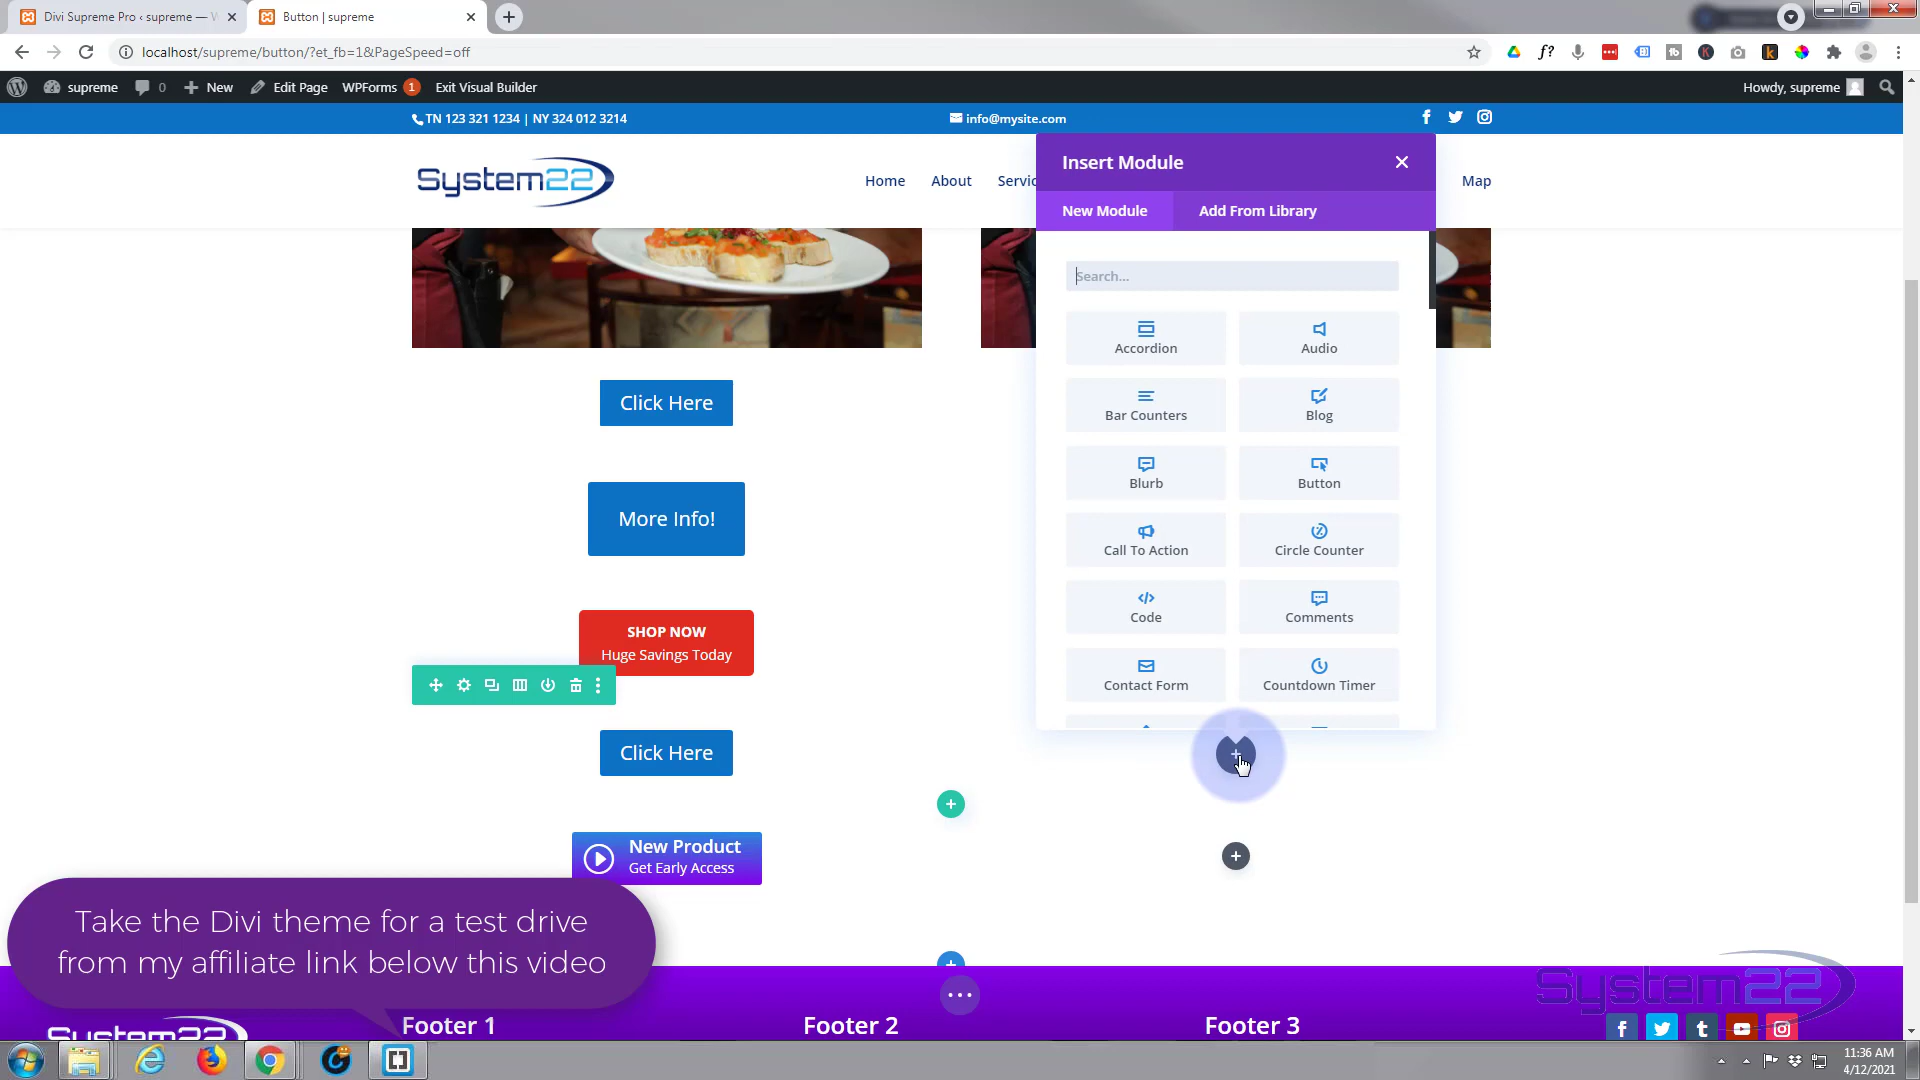 Divi Supreme Pro ‹ supreme — W
Button | supreme
localhost/supreme/button/?et_fb=1&PageSpeed=off
supreme
0
New
Edit Page
WPForms 1
Exit Visual Builder
Howdy, supreme
TN 123 321 1234 | NY 324 012 3214
info@mysite.com
System22
Home
About
Servic
Map
Insert Module
New Module
Add From Library
Search...
Accordion
Audio
Bar Counters
Blog
Blurb
Button
Call To Action
Circle Counter
Code
Comments
Contact Form
Countdown Timer
Click Here
More Info!
SHOP NOW
Huge Savings Today
Click Here
New Product
Get Early Access
Take the Divi theme for a test drive
from my affiliate link below this video
System22
System22
Footer 1
Footer 2
Footer 3
11:36 AM
4/12/2021